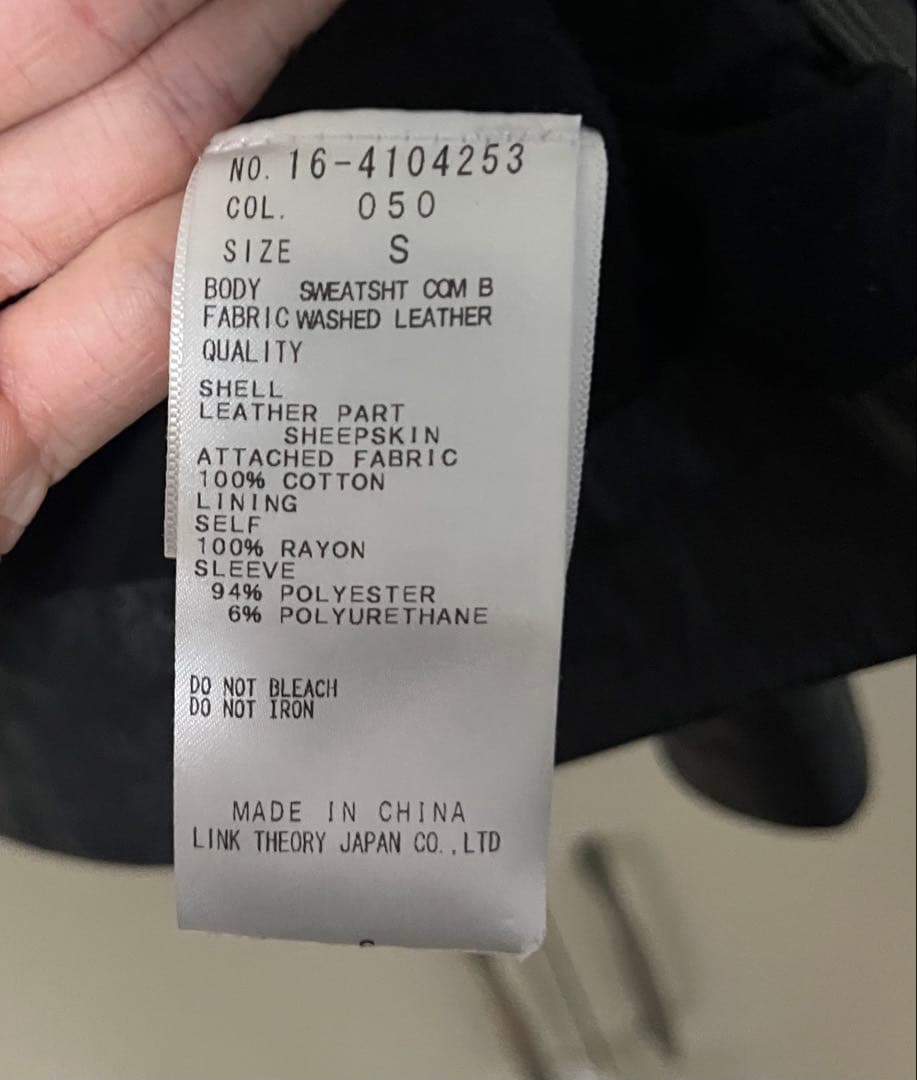 NO. 16-4104253
COL. 050
SIZE S
BODY SWEATSHT COM B
FABRIC WASHED LEATHER
QUALITY
SHELL
LEATHER PART
SHEEPSKIN
ATTACHED FABRIC
100% COTTON
LINING
SELF
100% RAYON
SLEEVE
94% POLYESTER
6% POLYURETHANE
DO NOT BLEACH
DO NOT IRON
MADE IN CHINA
LINK THEORY JAPAN CO.,LTD